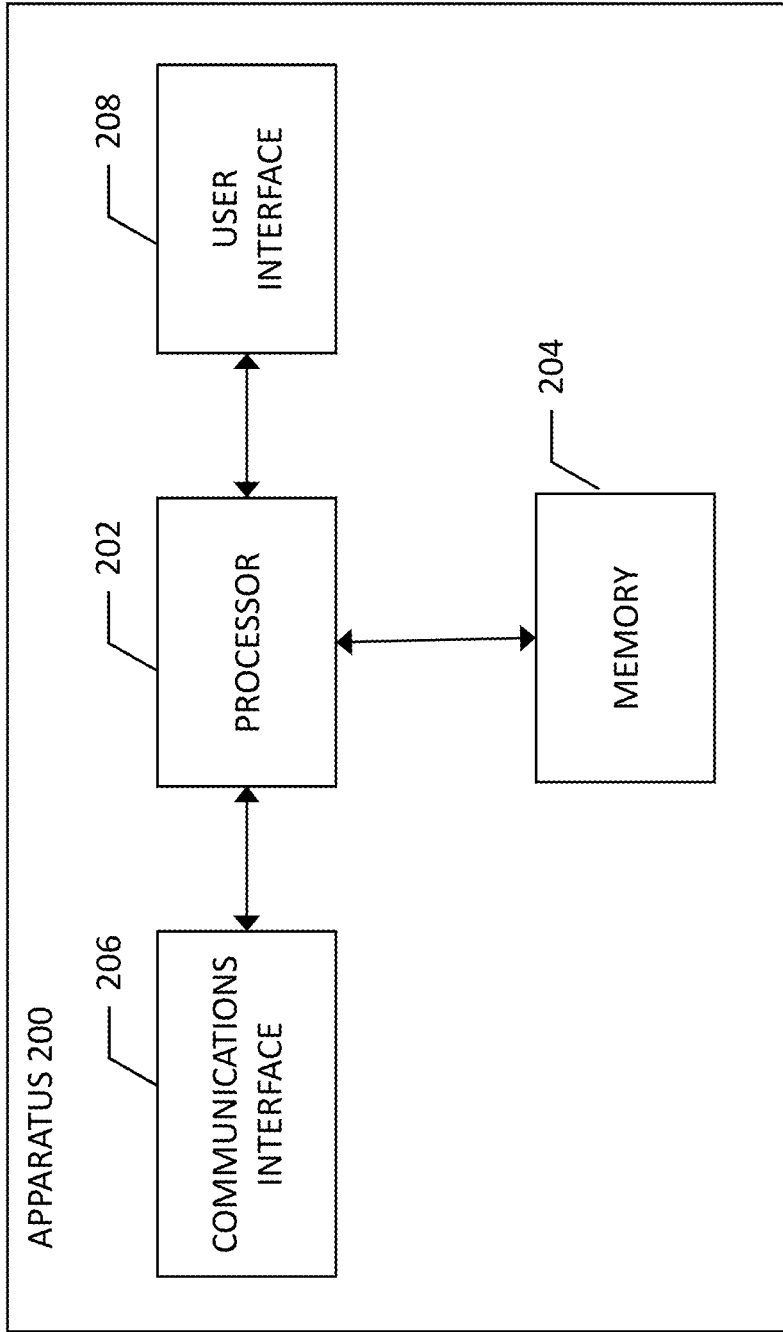 APPARATUS 200
206
COMMUNICATIONS
INTERFACE
202
PROCESSOR
208
USER
INTERFACE
204
MEMORY